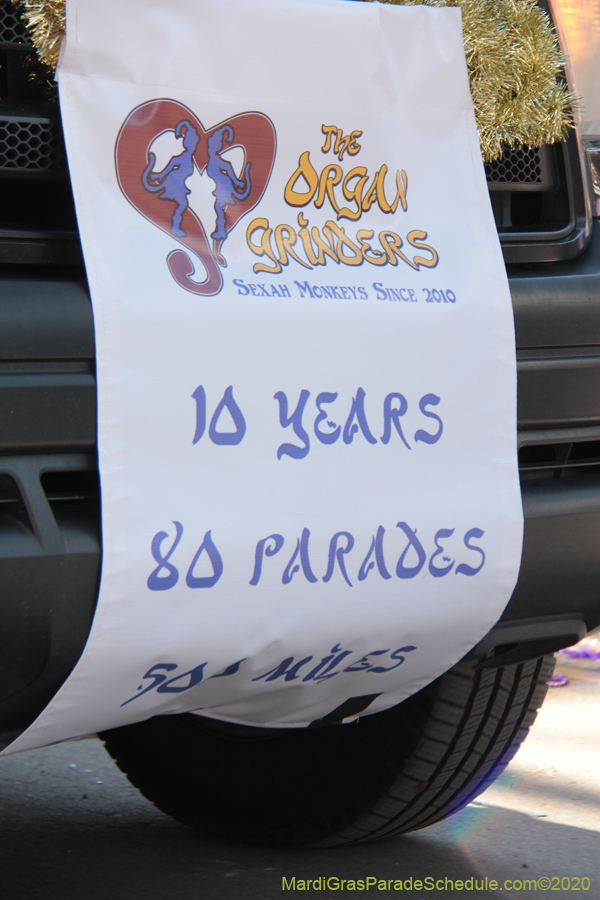 The
Organ
Grinders
Sexah Monkeys Since 2010
10 Years
80 Parades
Miles
MardiGrasParadeSchedule.com©2020